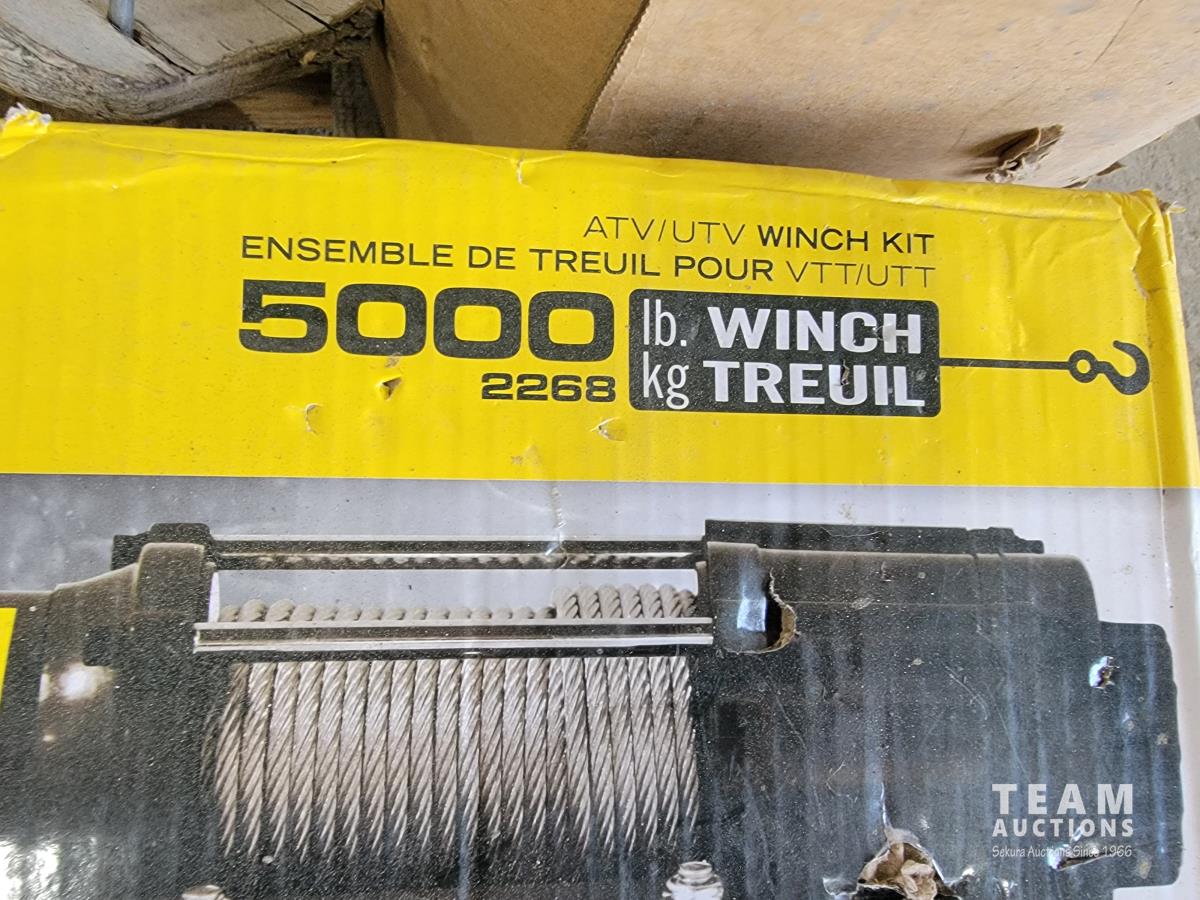 ATV/UTV WINCH KIT
ENSEMBLE DE TREUIL POUR VTT/UTT
5000 lb. WINCH
2268 kg TREUIL
TEAM
AUCTIONS
Sakura Auctions Since 1966